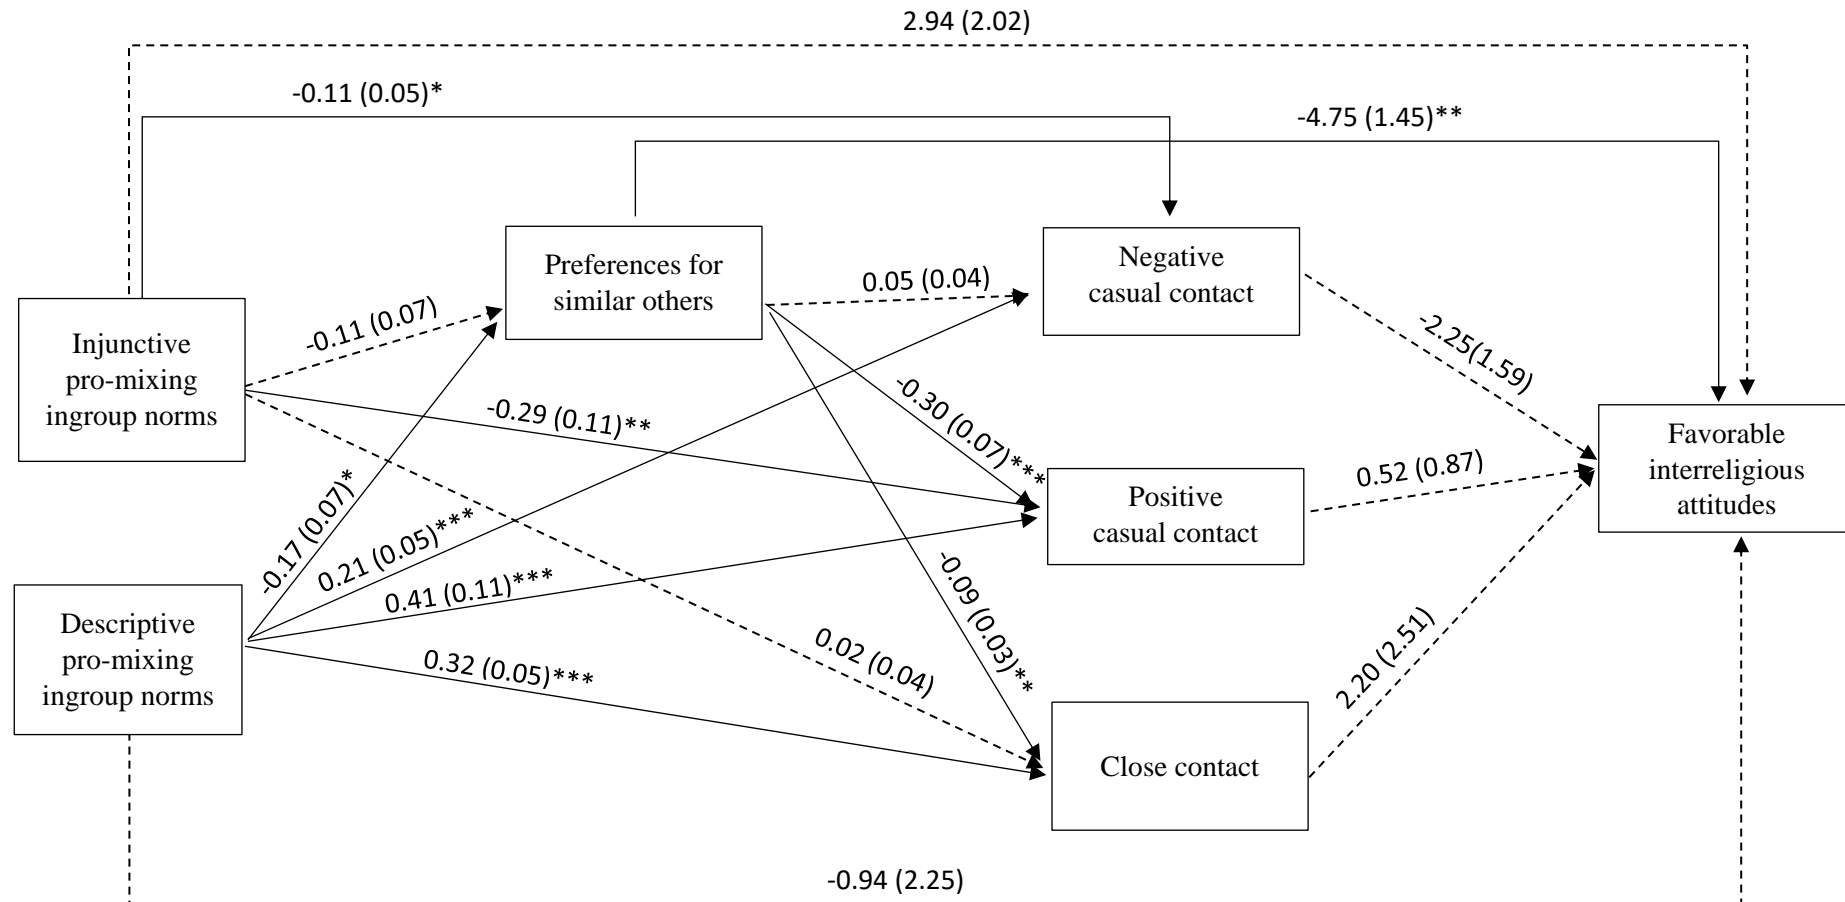 2.94 (2.02)
-0.11 (0.05)*
-4.75 (1.45)**
Preferences for
similar others
Negative
casual contact
0.05 (0.04)
-0.11 (0.07)
Injunctive
pro-mixing
ingroup norms
-2.25(1.59)
-0.30 (0.07)***
-0.29 (0.11)**
Favorable
interreligious
attitudes
0.52 (0.87)
Positive
casual contact
-0.17 (0.07)*
0.21 (0.05)***
0.41 (0.11)***
-0.09 (0.03)**
Descriptive
pro-mixing
ingroup norms
0.32 (0.05)***
0.02 (0.04)
2.20 (2.51)
Close contact
-0.94 (2.25)